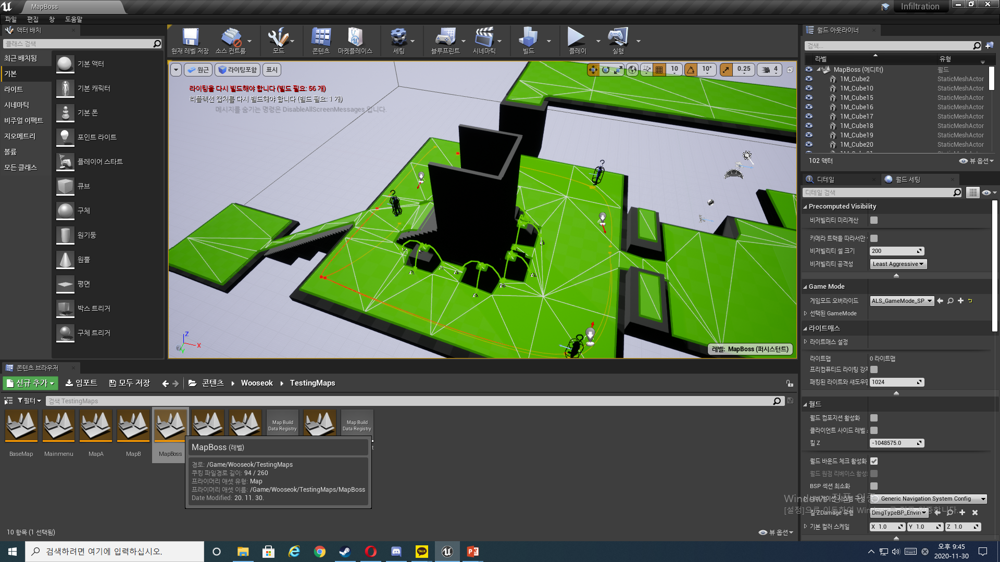 MapBoss
Infiltration
파일 편집 창 도움말
액터 배치
클래스 검색
최근 배치됨
기본
라이트
시네마틱
비주얼 이펙트
지오메트리
볼륨
모든 클래스
기본 액터
기본 캐릭터
기본 폰
포인트 라이트
플레이어 스타트
큐브
구체
원기둥
원뿔
평면
박스 트리거
구체 트리거
현재 레벨 저장 소스 컨트롤 모드 콘텐츠 마켓플레이스 세팅 블루프린트 시네마틱 빌드 플레이 실행
원근 라이팅포함 표시
10 10° 0.25 4
라이팅을 다시 빌드해야 합니다 (빌드 필요: 56 개)
리플렉션 캡처를 다시 빌드해야 합니다 (빌드 필요: 1 개)
메시지를 숨기는 명령은 DisableAllScreenMessages 입니다.
Z
X
Y
레벨: MapBoss (퍼시스턴트)
월드 아웃라이너
검색...
라벨 유형
MapBoss (에디터) 월드
1M_Cube2 StaticMeshActor
1M_Cube10 StaticMeshActor
1M_Cube15 StaticMeshActor
1M_Cube16 StaticMeshActor
1M_Cube17 StaticMeshActor
1M_Cube18 StaticMeshActor
1M_Cube19 StaticMeshActor
1M_Cube20 StaticMeshActor
102 액터 뷰 옵션
디테일 월드 세팅
디테일 검색
Precomputed Visibility
비저빌리티 미리계산
카메라 트랙을 따라서만
비저빌리티 셀 크기 200
비저빌리티 공격성 Least Aggressive
Game Mode
게임모드 오버라이드 ALS_GameMode_SP
선택된 GameMode
라이트매스
라이트매스 설정
라이트맵 0 라이트맵
프리컴퓨티드 라이팅 강제
패킹된 라이트와 섀도우맵 1024
월드
월드 컴포지션 활성화
클라이언트 사이드 레벨
킬 Z -1048575.0
월드 바운드 체크 활성화
월드 원점 리베이스 활성
BSP 섹션 최소화
내비게이션 시스템 구성 Generic Navigation System Config
킬 ZDamage 유형 DmgTypeBP_Envir
기본 컬러 스케일 X 1.0 Y 1.0 Z 1.0
Windows 정품 인증
[설정]으로 이동하여 Windows를 정품 인증합니다.
콘텐츠 브라우저
신규 추가 임포트 모두 저장 콘텐츠 Wooseok TestingMaps
필터 검색 TestingMaps
Map Build Data Registry
Map Build Data Registry
BaseMap Mainmenu MapA MapB MapBoss
MapBoss (레벨)
경로: /Game/Wooseok/TestingMaps
쿠킹 파일경로 길이: 94 / 260
프라이머리 애셋 유형: Map
프라이머리 애셋 이름: /Game/Wooseok/TestingMaps/MapBoss
Date Modified: 20. 11. 30.
10 항목 (1 선택됨) 뷰 옵션
검색하려면 여기에 입력하십시오.
TALK
오후 9:45
2020-11-30